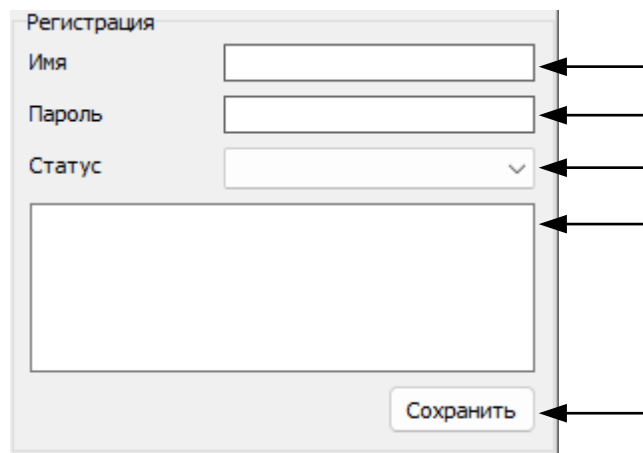 Регистрация
Имя
Пароль
Статус
Сохранить